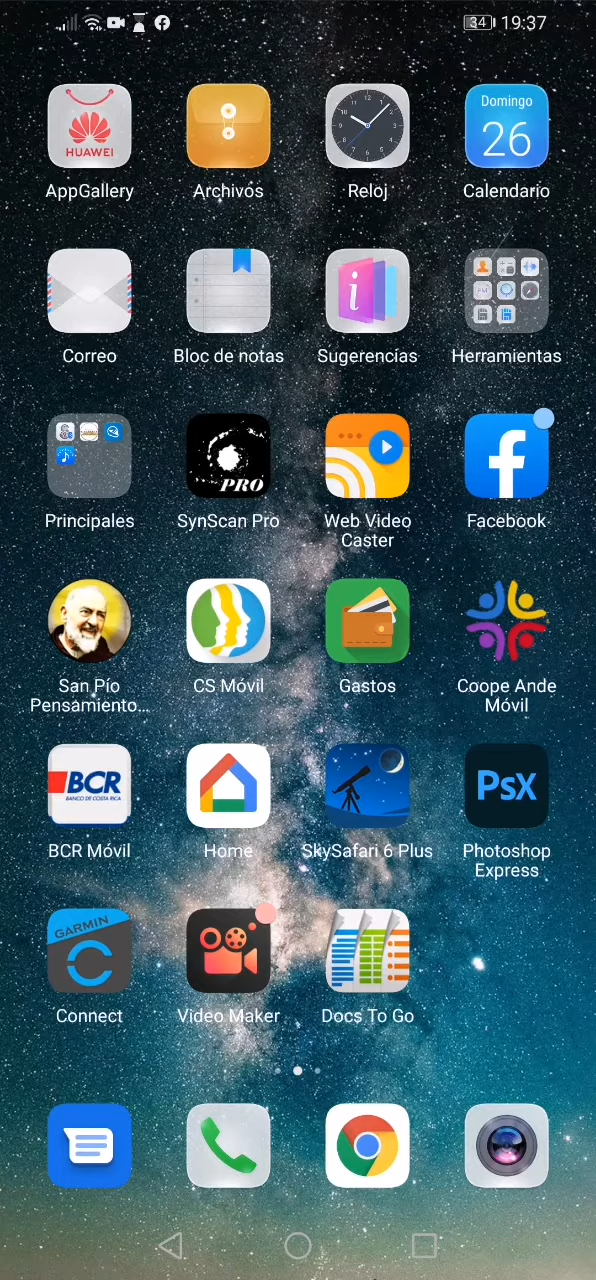 34 19:37
HUAWEI
Domingo
26
AppGallery
Archivos
Reloj
Calendario
i
Correo
Bloc de notas
Sugerencias
Herramientas
PRO
f
Principales
SynScan Pro
Web Video
Caster
Facebook
San Pío
Pensamiento...
CS Móvil
Gastos
Coope Ande
Móvil
BCR
BANCO DE COSTA RICA
PsX
BCR Móvil
Home
SkySafari 6 Plus
Photoshop
Express
GARMIN
Connect
Video Maker
Docs To Go